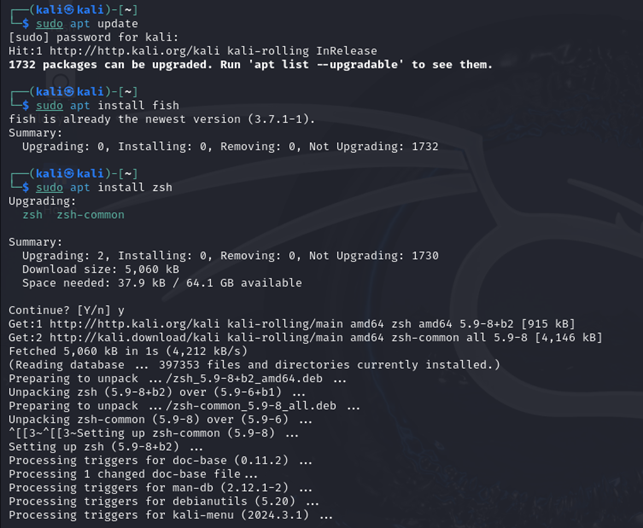 ┌──(kali㉿kali)-[~]
└─$ sudo apt update
[sudo] password for kali:
Hit:1 http://http.kali.org/kali kali-rolling InRelease
1732 packages can be upgraded. Run 'apt list --upgradable' to see them.
┌──(kali㉿kali)-[~]
└─$ sudo apt install fish
fish is already the newest version (3.7.1-1).
Summary:
  Upgrading: 0, Installing: 0, Removing: 0, Not Upgrading: 1732
┌──(kali㉿kali)-[~]
└─$ sudo apt install zsh
Upgrading:
  zsh  zsh-common
Summary:
  Upgrading: 2, Installing: 0, Removing: 0, Not Upgrading: 1730
  Download size: 5,060 kB
  Space needed: 37.9 kB / 64.1 GB available
Continue? [Y/n] y
Get:1 http://http.kali.org/kali kali-rolling/main amd64 zsh amd64 5.9-8+b2 [915 kB]
Get:2 http://kali.download/kali kali-rolling/main amd64 zsh-common all 5.9-8 [4,146 kB]
Fetched 5,060 kB in 1s (4,212 kB/s)
(Reading database ... 397353 files and directories currently installed.)
Preparing to unpack .../zsh_5.9-8+b2_amd64.deb ...
Unpacking zsh (5.9-8+b2) over (5.9-6+b1) ...
Preparing to unpack .../zsh-common_5.9-8_all.deb ...
Unpacking zsh-common (5.9-8) over (5.9-6) ...
^[[3~^[[3~Setting up zsh-common (5.9-8) ...
Setting up zsh (5.9-8+b2) ...
Processing triggers for doc-base (0.11.2) ...
Processing 1 changed doc-base file...
Processing triggers for man-db (2.12.1-2) ...
Processing triggers for debianutils (5.20) ...
Processing triggers for kali-menu (2024.3.1) ...